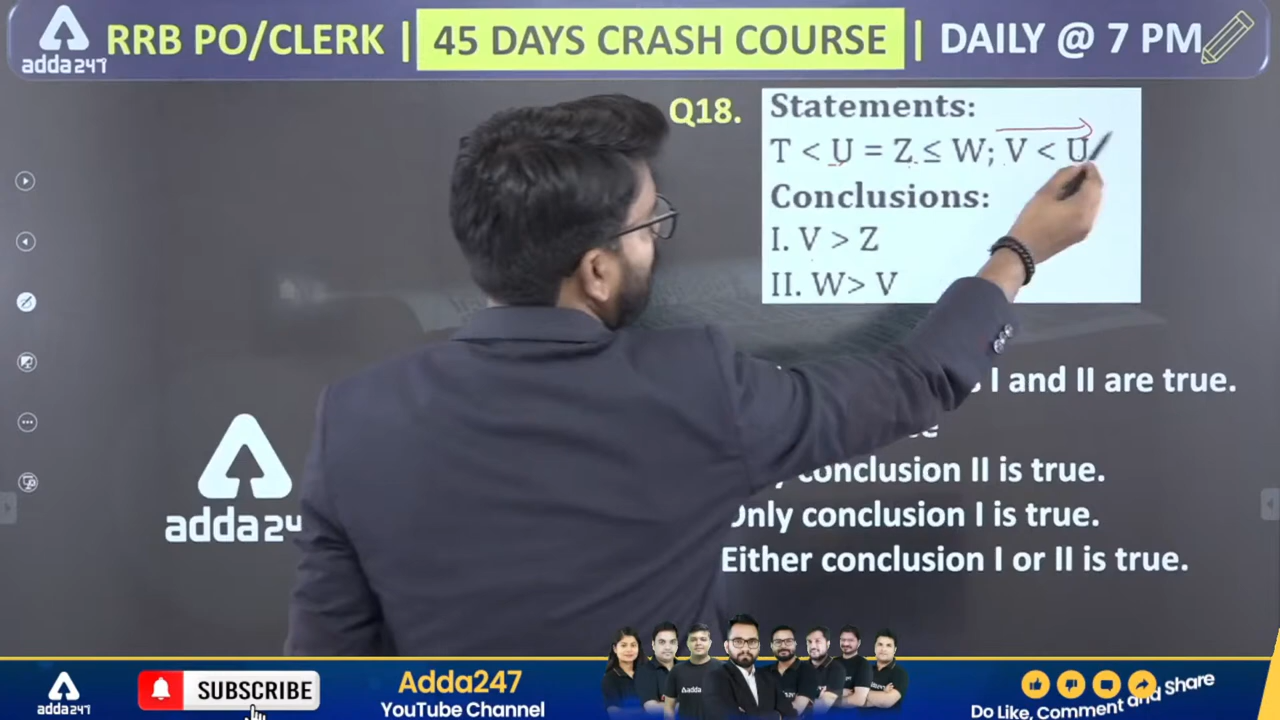 adda247
RRB PO/CLERK | 45 DAYS CRASH COURSE | DAILY @ 7 PM
Q18.
Statements:
T < U = Z ≤ W; V < U
Conclusions:
I. V > Z
II. W> V
I and II are true.
conclusion II is true.
Only conclusion I is true.
Either conclusion I or II is true.
adda24
adda247
SUBSCRIBE
Adda247
YouTube Channel
Do Like, Comment and Share